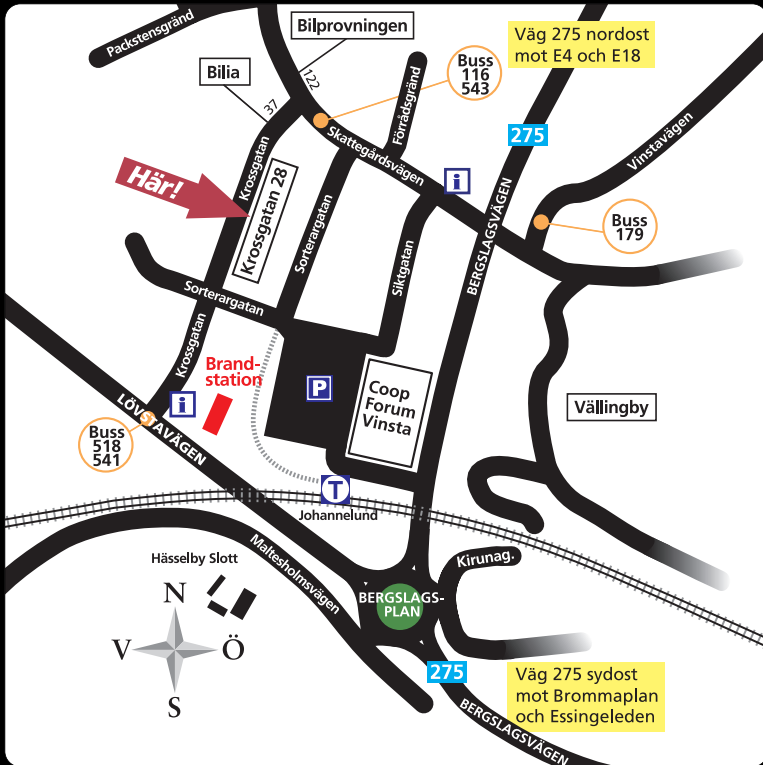 Packstensgränd
Bilprovningen
Väg 275 nordost
mot E4 och E18
Bilia
122
37
Buss
116
543
Förrådsgränd
275
Vinstavägen
Skattegårdsvägen
i
Här!
Krossgatan
Krossgatan 28
Sorterargatan
Siktgatan
BERGSLAGSVÄGEN
Buss
179
Sorterargatan
Krossgatan
Brand-
station
P
Coop
Forum
Vinsta
Vällingby
i
LÖVSTAVÄGEN
Buss
518
541
T
Johannelund
Hässelby Slott
Maltesholmsvägen
Kirunag.
BERGSLAGS-
PLAN
N
V
Ö
S
275
Väg 275 sydost
mot Brommaplan
och Essingeleden
BERGSLAGSVÄGEN